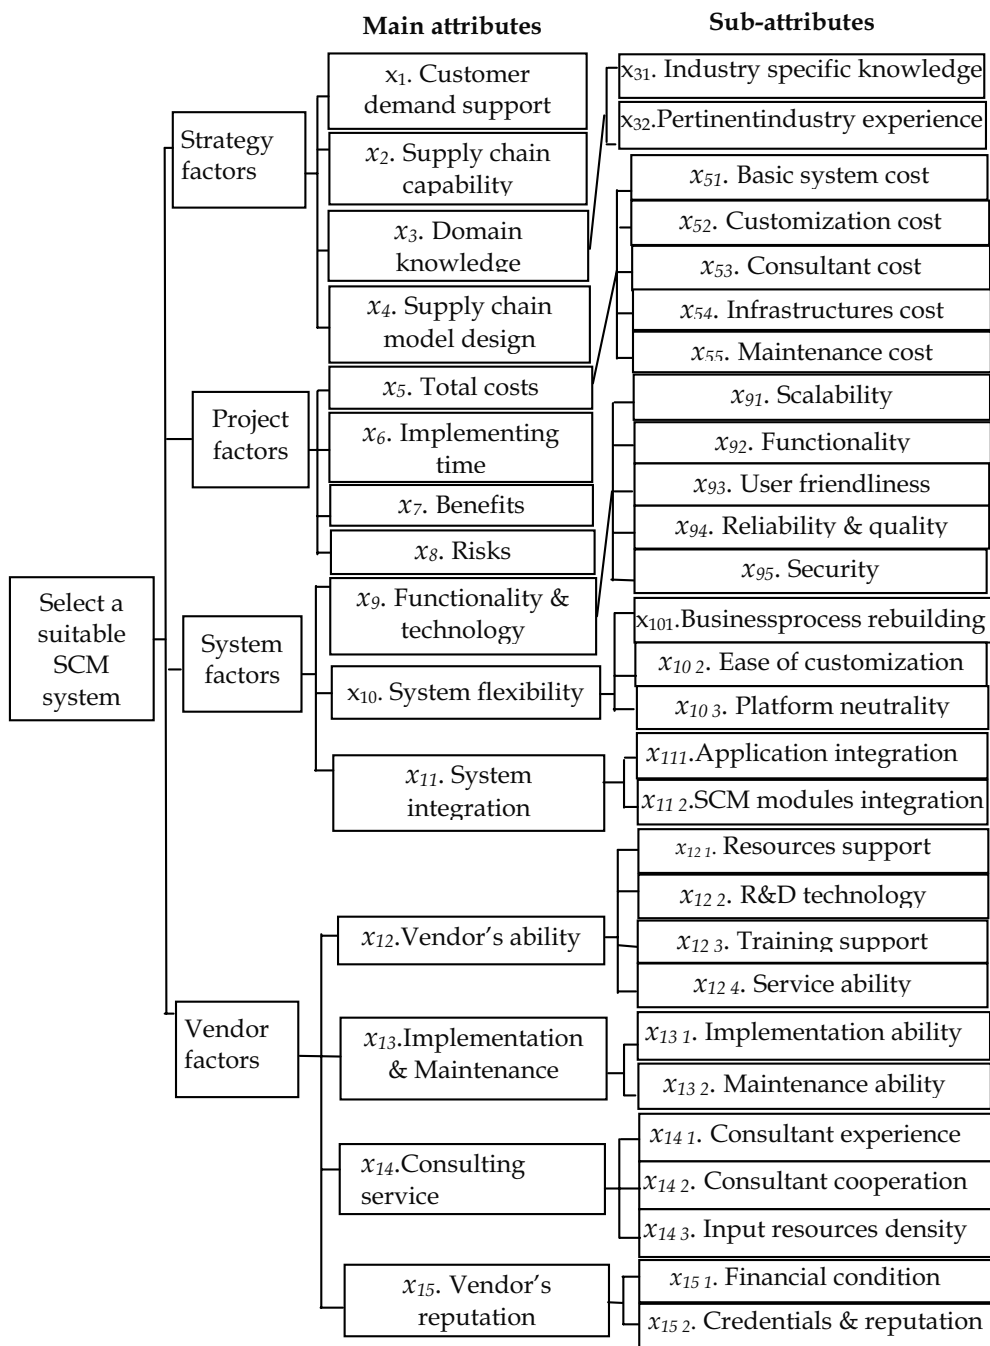 Main attributes
Sub-attributes
Select a
suitable
SCM
system
Strategy
factors
x1. Customer
demand support
x2. Supply chain
capability
x3. Domain
knowledge
x31. Industry specific knowledge
x32.Pertinentindustry experience
x4. Supply chain
model design
Project
factors
x5. Total costs
x51. Basic system cost
x52. Customization cost
x53. Consultant cost
x54. Infrastructures cost
x55. Maintenance cost
x6. Implementing
time
x7. Benefits
x8. Risks
System
factors
x9. Functionality &
technology
x91. Scalability
x92. Functionality
x93. User friendliness
x94. Reliability & quality
x95. Security
x10. System flexibility
x101.Businessprocess rebuilding
x10 2. Ease of customization
x10 3. Platform neutrality
x11. System
integration
x111.Application integration
x11 2.SCM modules integration
Vendor
factors
x12.Vendor’s ability
x12 1. Resources support
x12 2. R&D technology
x12 3. Training support
x12 4. Service ability
x13.Implementation
& Maintenance
x13 1. Implementation ability
x13 2. Maintenance ability
x14.Consulting
service
x14 1. Consultant experience
x14 2. Consultant cooperation
x14 3. Input resources density
x15. Vendor’s
reputation
x15 1. Financial condition
x15 2. Credentials & reputation